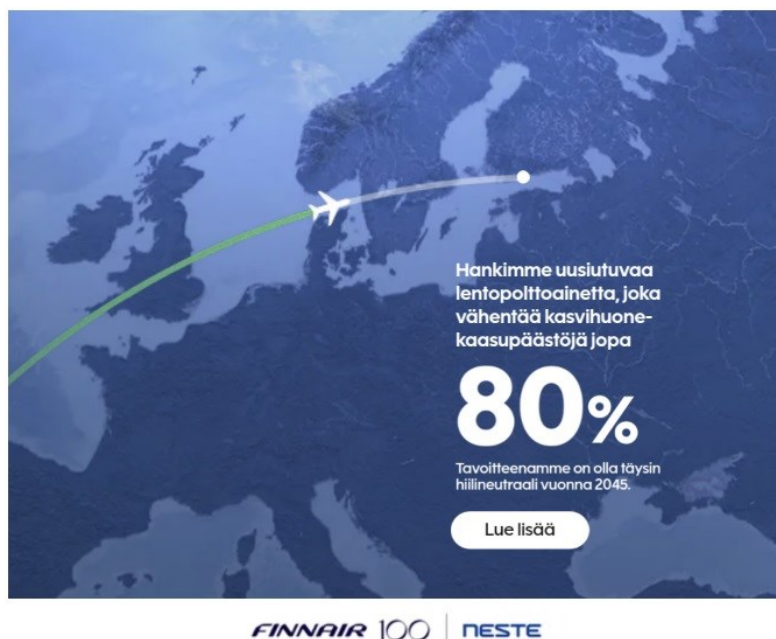 Hankimme uusiutuvaa
lentopolttoainetta, joka
vähentää kasvihuone-
kaasupäästöjä jopa
80%
Tavoitteenamme on olla täysin
hiilineutraali vuonna 2045.
Lue lisää
FINNAIR 100 | NESTE